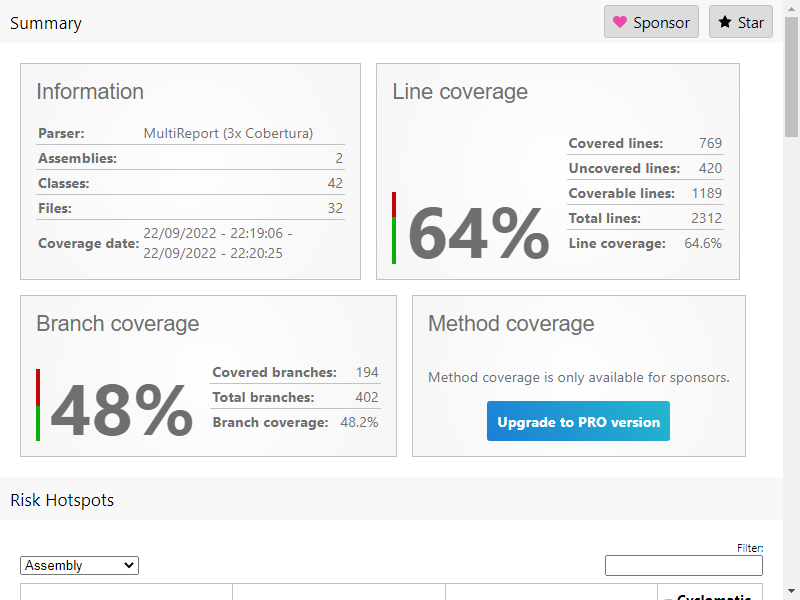 Summary
Sponsor
Star
Information
Parser: MultiReport (3x Cobertura)
Assemblies: 2
Classes: 42
Files: 32
Coverage date: 22/09/2022 - 22:19:06 -
22/09/2022 - 22:20:25
Line coverage
64%
Covered lines: 769
Uncovered lines: 420
Coverable lines: 1189
Total lines: 2312
Line coverage: 64.6%
Branch coverage
48%
Covered branches: 194
Total branches: 402
Branch coverage: 48.2%
Method coverage
Method coverage is only available for sponsors.
Upgrade to PRO version
Risk Hotspots
Filter:
Assembly
Cyclomatic